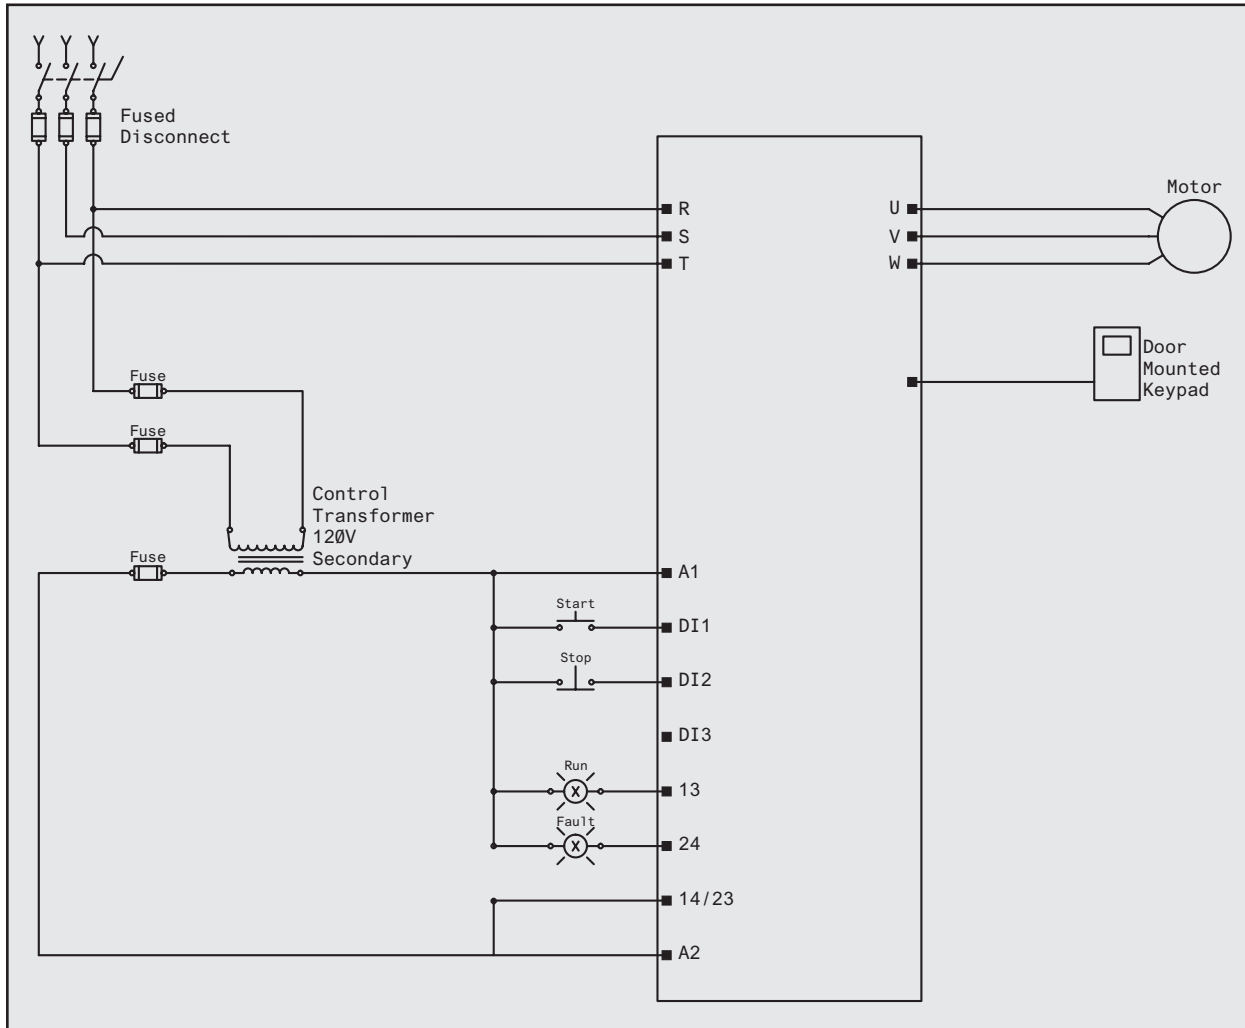 Fused
Disconnect
R
S
T
U
V
W
Motor
Door
Mounted
Keypad
Fuse
Fuse
Control
Transformer
120V
Secondary
Fuse
A1
Start
DI1
Stop
DI2
DI3
Run
X
13
Fault
X
24
14/23
A2